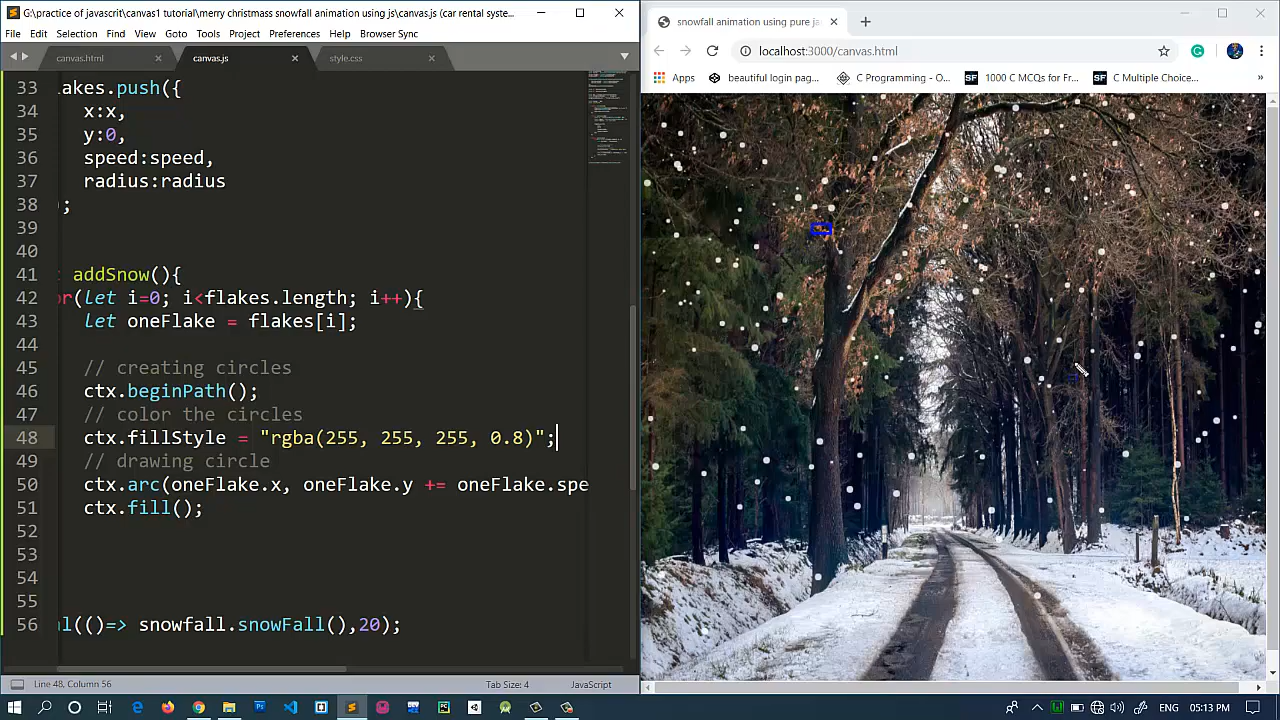 G:\practice of javascrit\canvas1 tutorial\merry christmass snowfall animation using js\canvas.js (car rental syste...
File Edit Selection Find View Goto Tools Project Preferences Help Browser Sync
canvas.html canvas.js style.css
33 lakes.push({
34 x:x,
35 y:0,
36 speed:speed,
37 radius:radius
38 );
39
40
41 addSnow(){
42 or(let i=0; i<flakes.length; i++){
43 let oneFlake = flakes[i];
44
45 // creating circles
46 ctx.beginPath();
47 // color the circles
48 ctx.fillStyle = "rgba(255, 255, 255, 0.8)";
49 // drawing circle
50 ctx.arc(oneFlake.x, oneFlake.y += oneFlake.spe
51 ctx.fill();
52
53
54
55
56 l(()=> snowfall.snowFall(),20);
Line 48, Column 56 Tab Size: 4 JavaScript
snowfall animation using pure ja
localhost:3000/canvas.html
Apps beautiful login pag... Canvas tutorial - W... SF 1000 C MCQs for Fr... SF C Multiple Choice...
05:13 PM